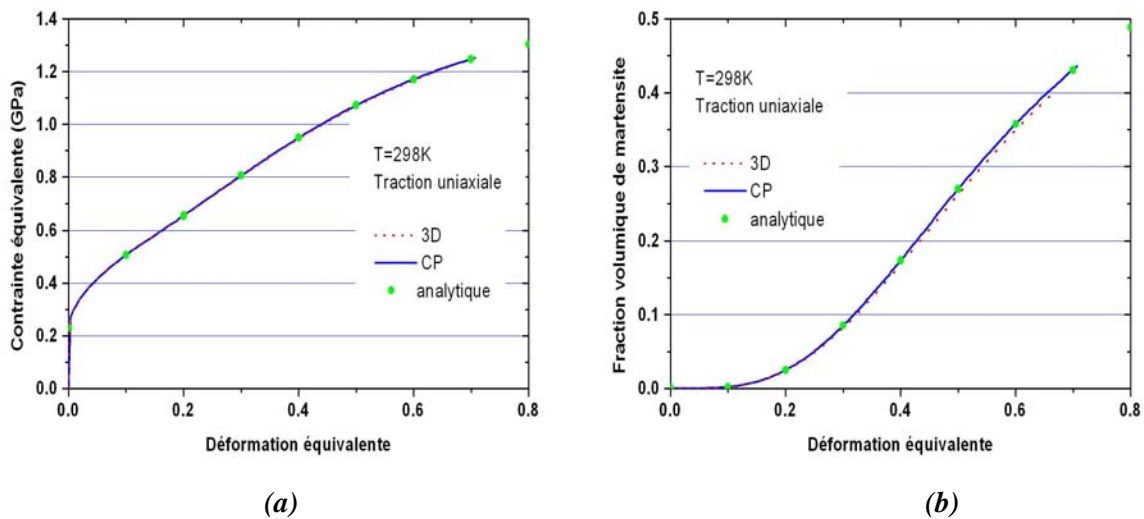 Contrainte équivalente (GPa)
1.4
1.2
1.0
0.8
0.6
0.4
0.2
0.0
T=298K
Traction uniaxiale
3D
CP
analytique
0.0 0.2 0.4 0.6 0.8
Déformation équivalente
(a)
Fraction volumique de martensite
0.5
0.4
0.3
0.2
0.1
0.0
T=298K
Traction uniaxiale
3D
CP
analytique
0.0 0.2 0.4 0.6 0.8
Déformation équivalente
(b)